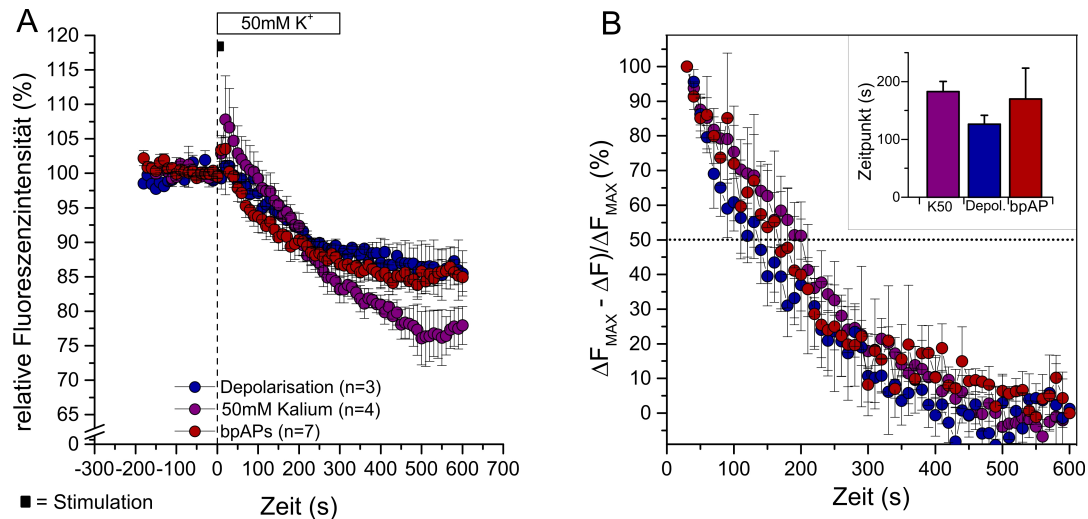 A
50mM K⁺
relative Fluoreszenzintensität (%)
120
115
110
105
100
95
90
85
80
75
70
65
0
Depolarisation (n=3)
50mM Kalium (n=4)
bpAPs (n=7)
-300 -200 -100 0 100 200 300 400 500 600 700
Zeit (s)
= Stimulation
B
ΔF_MAX - ΔF)/ΔF_MAX (%)
100
90
80
70
60
50
40
30
20
10
0
0 100 200 300 400 500 600
Zeit (s)
Zeitpunkt (s)
200
100
0
K50 Depol. bpAP